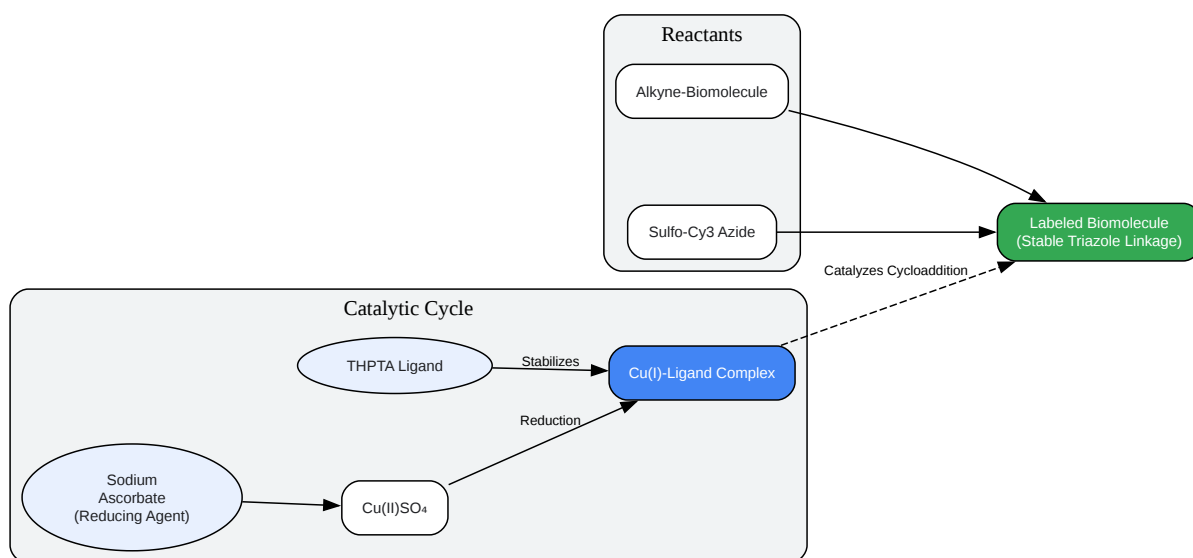 Reactants
Alkyne-Biomolecule
Sulfo-Cy3 Azide
Labeled Biomolecule
(Stable Triazole Linkage)
Catalyzes Cycloaddition
Catalytic Cycle
THPTA Ligand
Stabilizes
Cu(I)-Ligand Complex
Reduction
Sodium
Ascorbate
(Reducing Agent)
Cu(II)SO₄